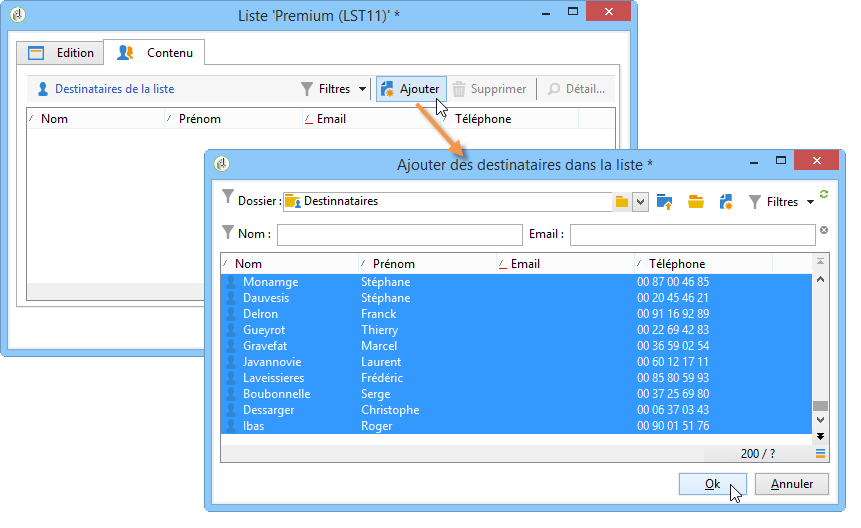 Liste 'Premium (LST11)' *
Edition Contenu
Destinataires de la liste Filtres Ajouter Supprimer Détail...
Nom Prénom Email Téléphone
Ajouter des destinataires dans la liste *
Dossier : Destinnataires Filtres
Nom : Email :
Nom Prénom Email Téléphone
Monamge Stéphane 00 87 00 46 85
Dauvesis Stéphane 00 20 45 46 21
Delron Franck 00 91 16 92 89
Gueyrot Thierry 00 22 69 42 83
Gravefat Marcel 00 36 59 02 54
Javannovie Laurent 00 60 12 17 11
Laveissieres Frédéric 00 85 80 59 93
Boubonnelle Serge 00 37 25 69 80
Dessarger Christophe 00 06 37 03 43
Ibas Roger 00 90 01 51 76
200 / ?
Ok Annuler